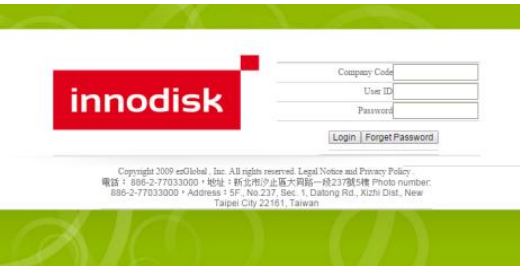 innodisk
Company Code
User ID
Password
Login Forget Password
Copyright 2009 ezGlobal , Inc. All rights reserved. Legal Notice and Privacy Policy
電話： 886-2-77033000，地址：新北市汐止區大同路一段237號5樓 Photo number:
886-2-77033000，Address：5F., No.237, Sec. 1, Datong Rd., Xizhi Dist., New
Taipei City 22161, Taiwan